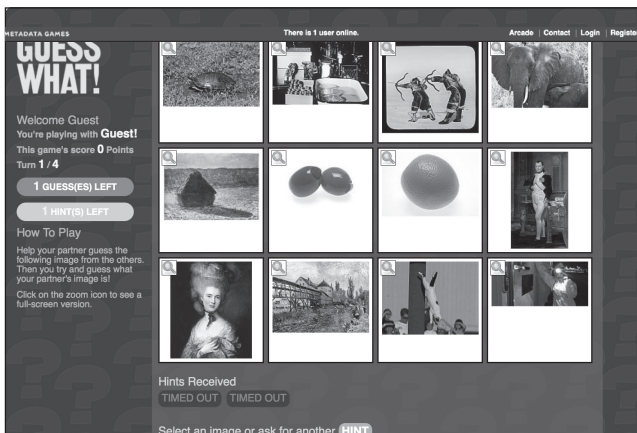 METADATA GAMES
There is 1 user online.
Arcade | Contact | Login | Registe
GUESS
WHAT!
Welcome Guest
You're playing with Guest!
This game's score 0 Points
Turn 1 / 4
1 GUESS(ES) LEFT
1 HINT(S) LEFT
How To Play
Help your partner guess the
following image from the others.
Then you try and guess what
your partner's image is!
Click on the zoom icon to see a
full-screen version.
Hints Received
TIMED OUT TIMED OUT
Select an image or ask for another HINT